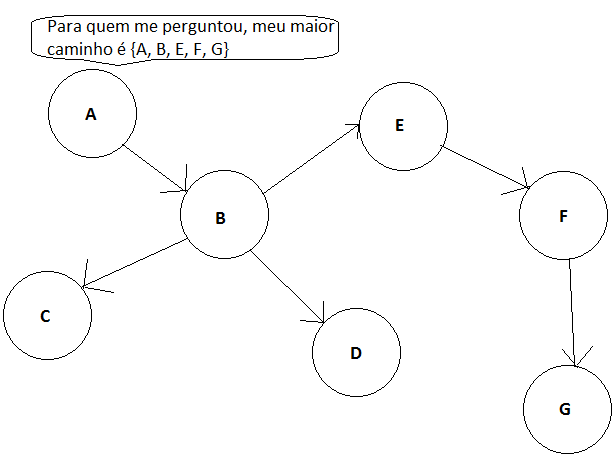 Para quem me perguntou, meu maior
caminho é {A, B, E, F, G}
A
E
B
F
C
D
G